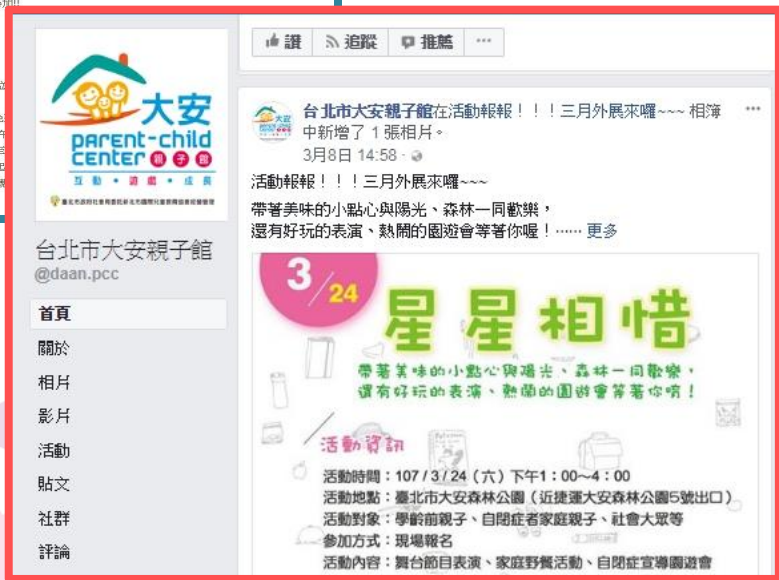 讚 追蹤 推薦 ...
大安
parent-child
center 親子館
互動・遊戲・成長
台北市大安親子館
@daan.pcc
首頁
關於
相片
影片
活動
貼文
社群
評論
台北市大安親子館在活動報報！！！三月外展來囉~~~ 相簿
中新增了 1 張相片。
3月8日 14:58 ·
活動報報！！！三月外展來囉~~~
帶著美味的小點心與陽光、森林一同歡樂，
還有好玩的表演、熱鬧的園遊會等著你喔！⋯⋯ 更多
3/24
星星相惜
帶著美味的小點心與陽光、森林一同歡樂，
還有好玩的表演、熱鬧的園遊會等著你唷！
活動資訊
活動時間：107/3/24（六）下午1：00~4：00
活動地點：臺北市大安森林公園（近捷運大安森林公園5號出口）
活動對象：學齡前親子、自閉症者家庭親子、社會大眾等
參加方式：現場報名
活動內容：舞台節目表演、家庭野餐活動、自閉症宣導園遊會